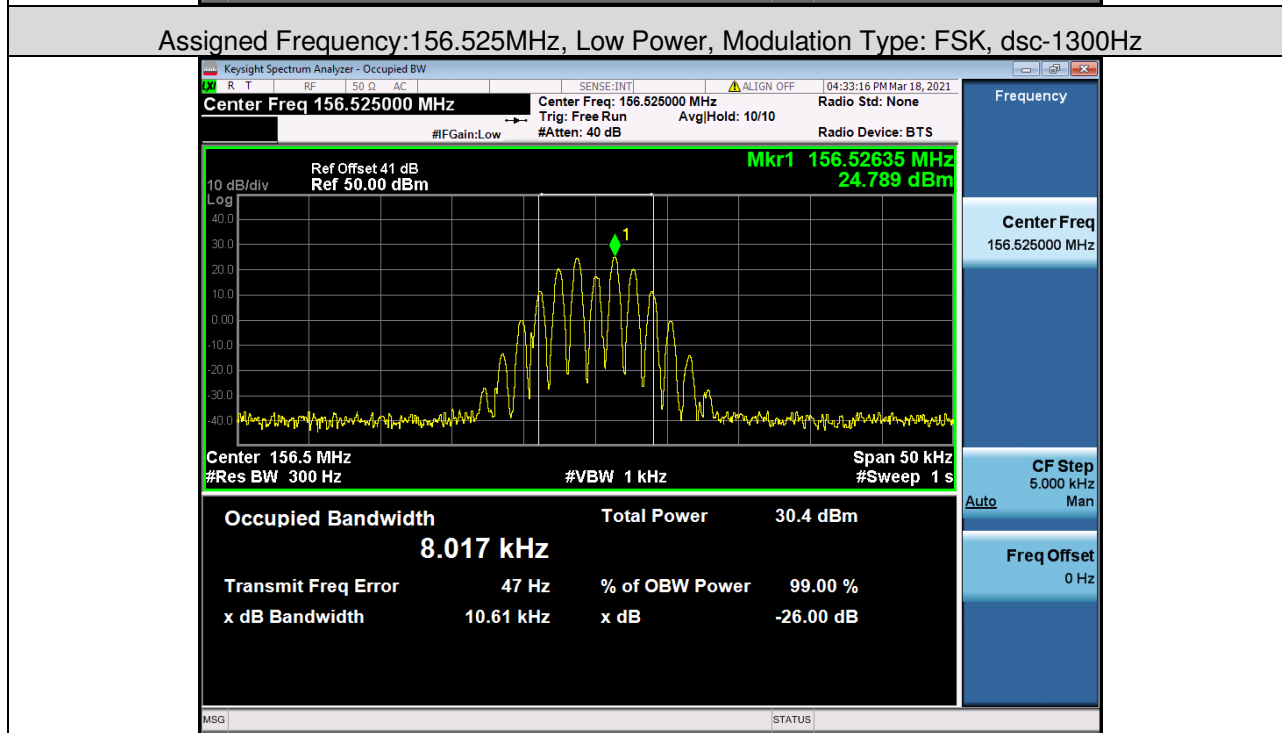 Assigned Frequency:156.525MHz, Low Power, Modulation Type: FSK, dsc-1300Hz
Keysight Spectrum Analyzer - Occupied BW
LXI R T RF 50 Ω AC SENSE:INT ALIGN OFF 04:33:16 PM Mar 18, 2021
Center Freq 156.525000 MHz
Center Freq: 156.525000 MHz Radio Std: None
Trig: Free Run Avg|Hold: 10/10
#IFGain:Low #Atten: 40 dB Radio Device: BTS
Frequency
Mkr1 156.52635 MHz
24.789 dBm
Ref Offset 41 dB
10 dB/div Ref 50.00 dBm
Log
40.0
30.0
20.0
10.0
0.00
-10.0
-20.0
-30.0
-40.0
1
Center 156.5 MHz Span 50 kHz
#Res BW 300 Hz #VBW 1 kHz #Sweep 1 s
Center Freq
156.525000 MHz
CF Step
5.000 kHz
Auto Man
Freq Offset
0 Hz
Occupied Bandwidth Total Power 30.4 dBm
8.017 kHz
Transmit Freq Error 47 Hz % of OBW Power 99.00 %
x dB Bandwidth 10.61 kHz x dB -26.00 dB
MSG STATUS